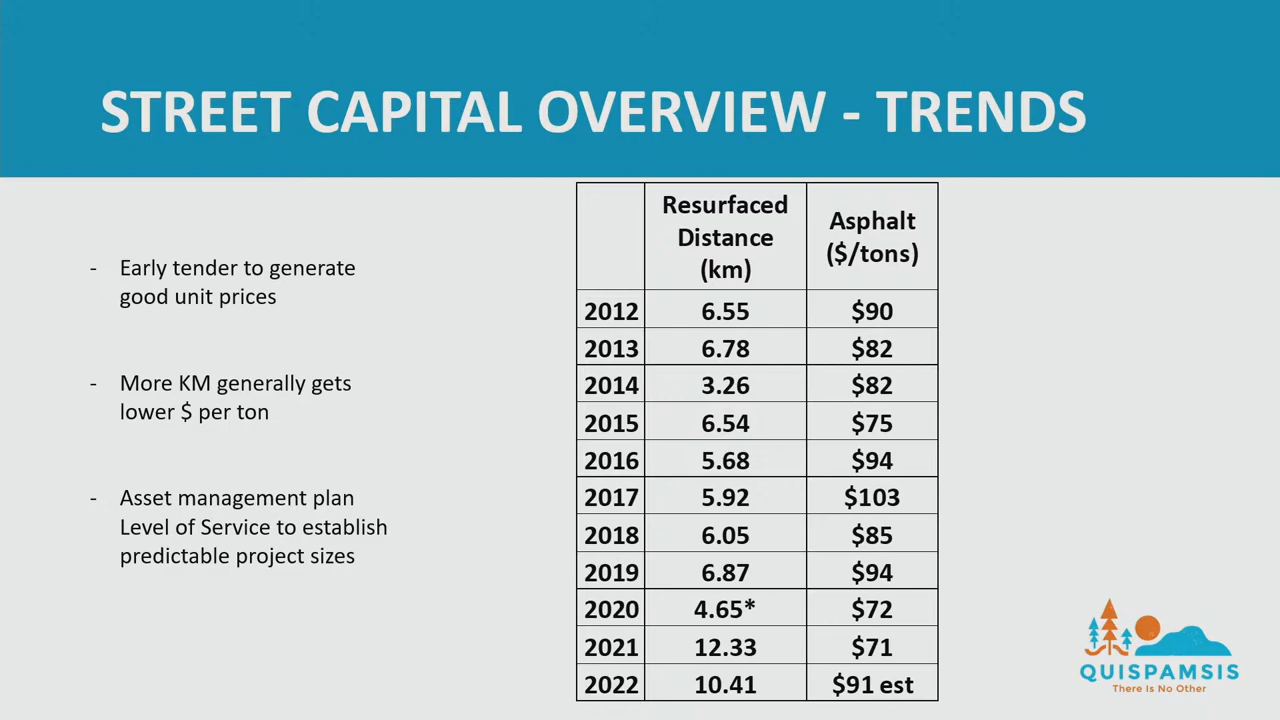 STREET CAPITAL OVERVIEW - TRENDS
- Early tender to generate
good unit prices
- More KM generally gets
lower $ per ton
- Asset management plan
Level of Service to establish
predictable project sizes
Resurfaced Distance (km) Asphalt ($/tons)
2012 6.55 $90
2013 6.78 $82
2014 3.26 $82
2015 6.54 $75
2016 5.68 $94
2017 5.92 $103
2018 6.05 $85
2019 6.87 $94
2020 4.65* $72
2021 12.33 $71
2022 10.41 $91 est
QUISPAMSIS
There Is No Other